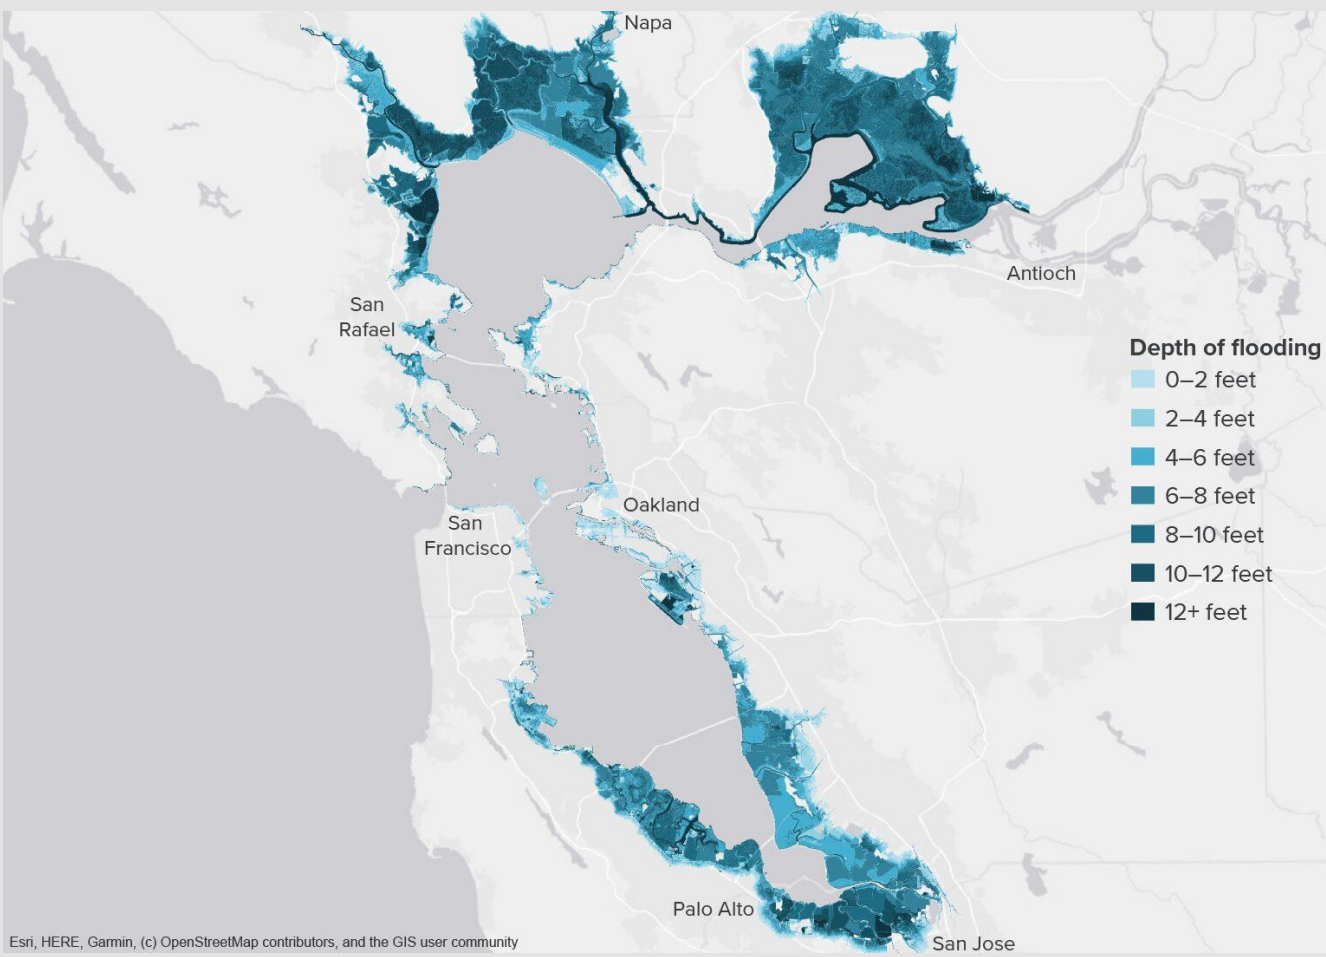 Napa
Antioch
San
Rafael
Depth of flooding
0–2 feet
2–4 feet
4–6 feet
6–8 feet
8–10 feet
10–12 feet
12+ feet
Oakland
San
Francisco
Palo Alto
San Jose
Esri, HERE, Garmin, (c) OpenStreetMap contributors, and the GIS user community